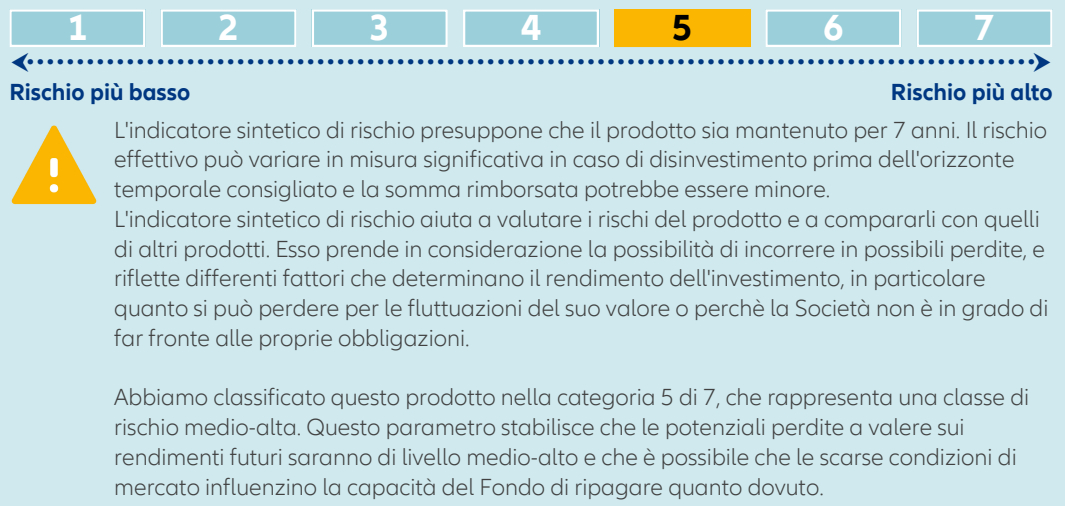 1 2 3 4 5 6 7
Rischio più basso Rischio più alto
L'indicatore sintetico di rischio presuppone che il prodotto sia mantenuto per 7 anni. Il rischio
effettivo può variare in misura significativa in caso di disinvestimento prima dell'orizzonte
temporale consigliato e la somma rimborsata potrebbe essere minore.
L'indicatore sintetico di rischio aiuta a valutare i rischi del prodotto e a compararli con quelli
di altri prodotti. Esso prende in considerazione la possibilità di incorrere in possibili perdite, e
riflette differenti fattori che determinano il rendimento dell'investimento, in particolare
quanto si può perdere per le fluttuazioni del suo valore o perchè la Società non è in grado di
far fronte alle proprie obbligazioni.
Abbiamo classificato questo prodotto nella categoria 5 di 7, che rappresenta una classe di
rischio medio-alta. Questo parametro stabilisce che le potenziali perdite a valere sui
rendimenti futuri saranno di livello medio-alto e che è possibile che le scarse condizioni di
mercato influenzino la capacità del Fondo di ripagare quanto dovuto.